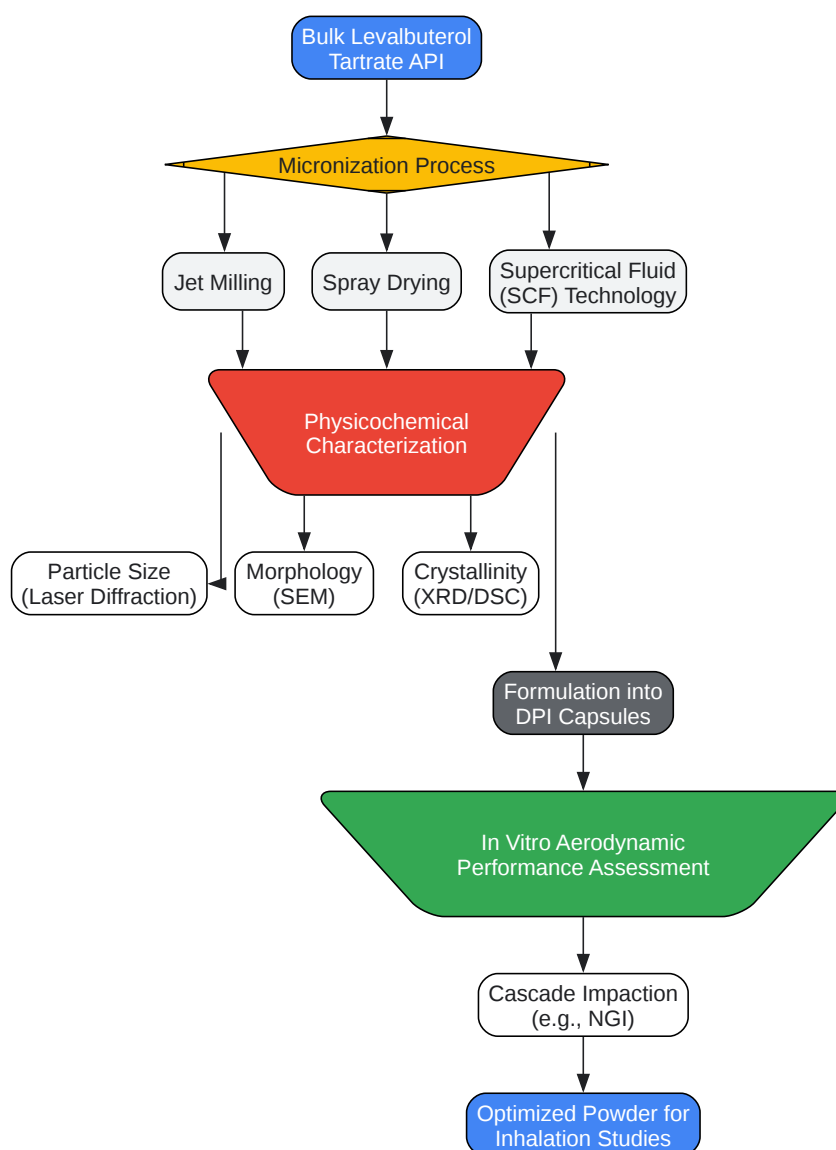 Bulk Levalbuterol
Tartrate API
Micronization Process
Jet Milling
Spray Drying
Supercritical Fluid
(SCF) Technology
Physicochemical
Characterization
Particle Size
(Laser Diffraction)
Morphology
(SEM)
Crystallinity
(XRD/DSC)
Formulation into
DPI Capsules
In Vitro Aerodynamic
Performance Assessment
Cascade Impaction
(e.g., NGI)
Optimized Powder for
Inhalation Studies